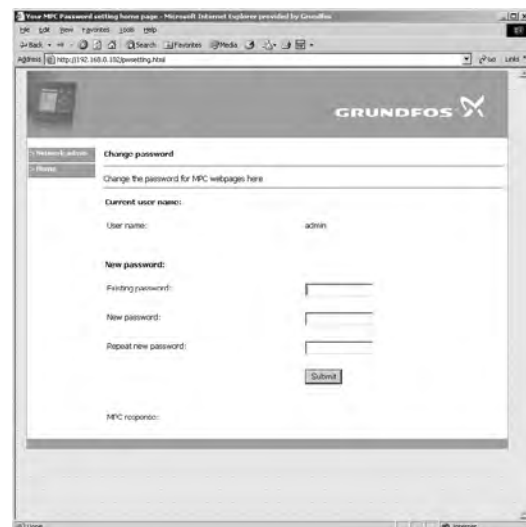 Your MPC Password setting home page - Microsoft Internet Explorer provided by Grundfos
File Edit View Favorites Tools Help
Back Search Favorites Media
Address http://192.168.0.102/pwsetting.html Go Links
GRUNDFOS
> Network admin
> Home
Change password
Change the password for MPC webpages here
Current user name:
User name: admin
New password:
Existing password:
New password:
Repeat new password:
Submit
MPC response:
Done Internet